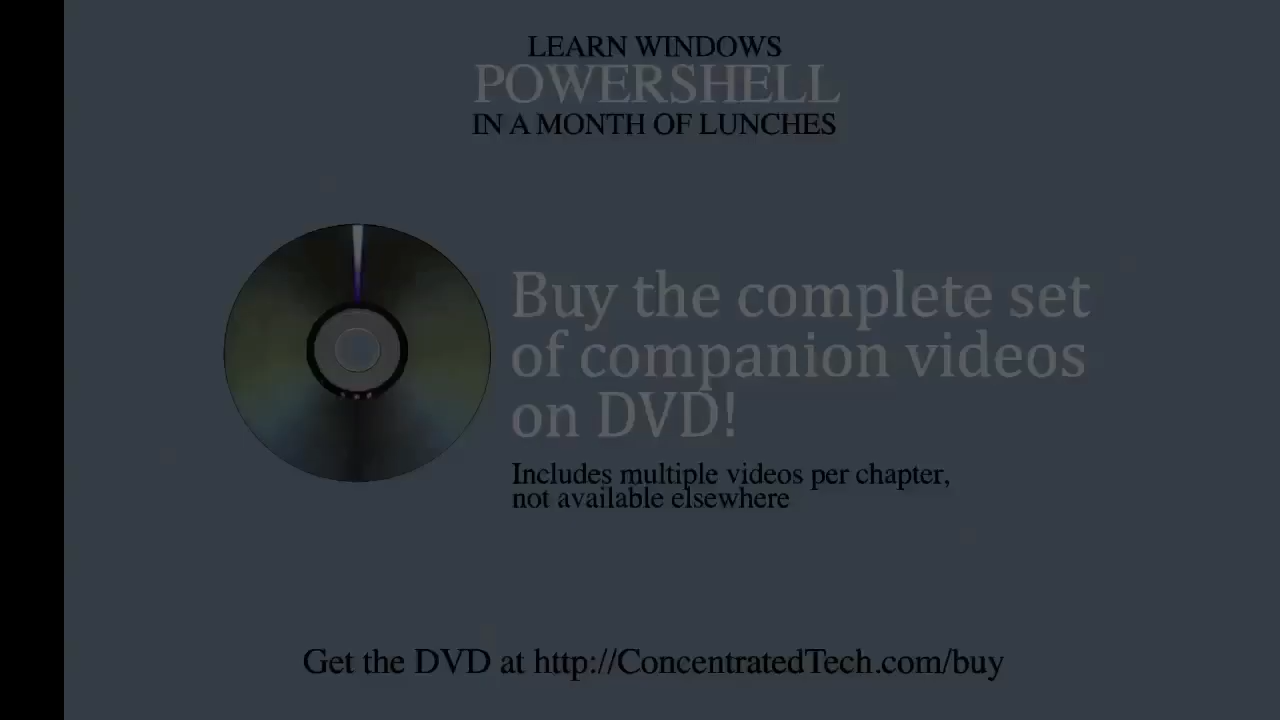 LEARN WINDOWS
POWERSHELL
IN A MONTH OF LUNCHES
Buy the complete set
of companion videos
on DVD!
Includes multiple videos per chapter,
not available elsewhere
Get the DVD at http://ConcentratedTech.com/buy